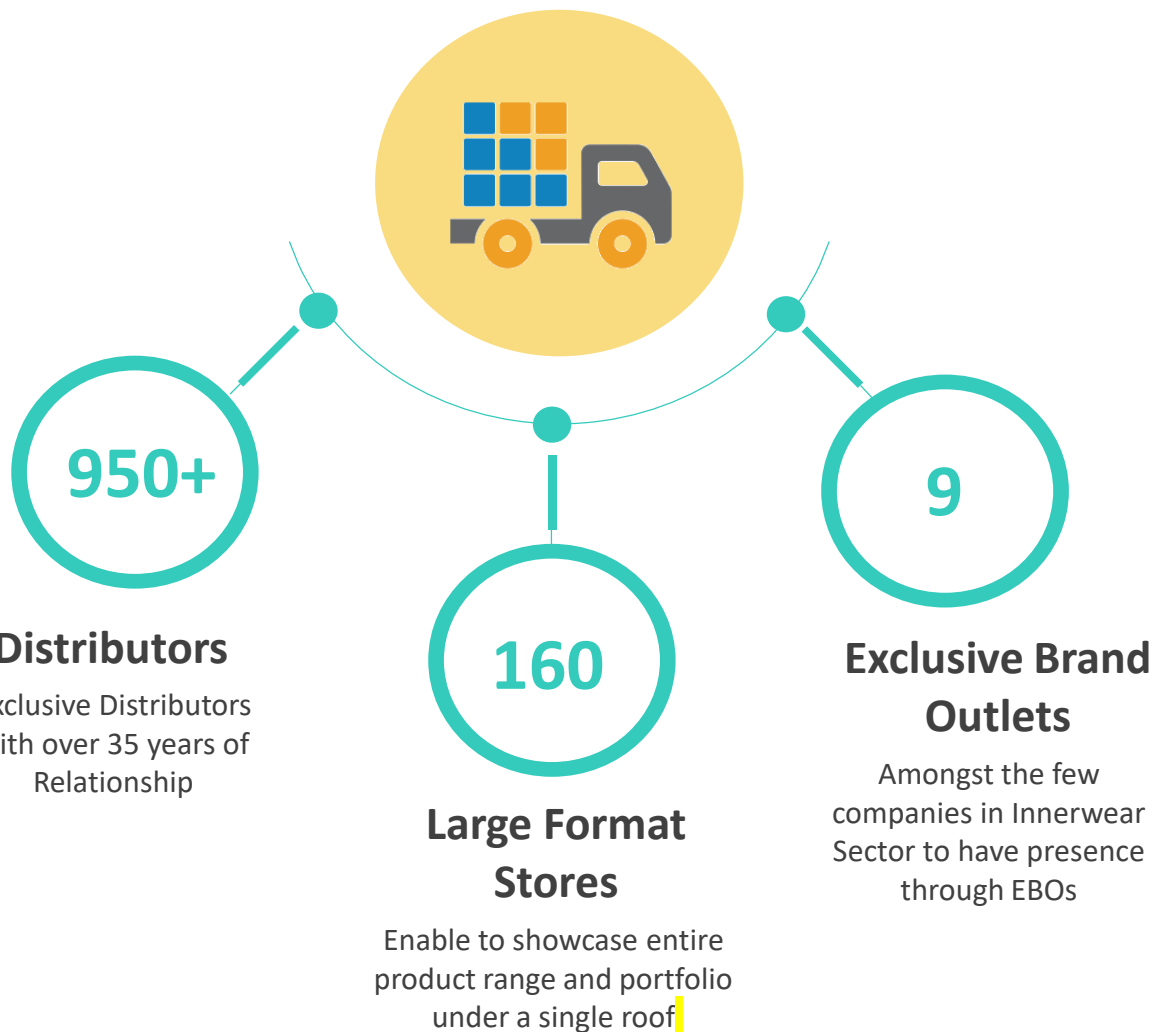 950+
Distributors
xclusive Distributors
ith over 35 years of
Relationship
160
Large Format
Stores
Enable to showcase entire
product range and portfolio
under a single roof
9
Exclusive Brand
Outlets
Amongst the few
companies in Innerwear
Sector to have presence
through EBOs